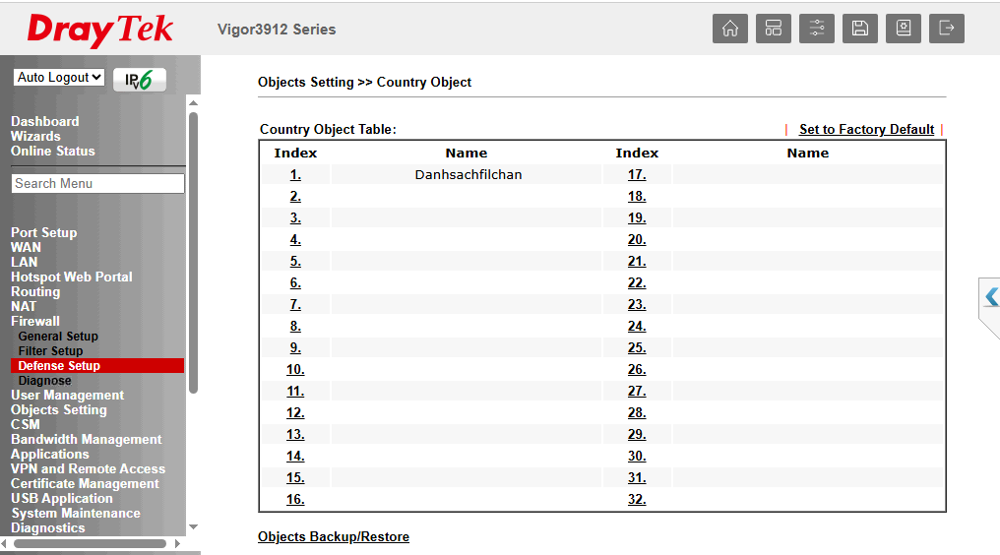 DrayTek
Vigor3912 Series
Auto Logout
IPv6
Dashboard
Wizards
Online Status
Search Menu
Port Setup
WAN
LAN
Hotspot Web Portal
Routing
NAT
Firewall
General Setup
Filter Setup
Defense Setup
Diagnose
User Management
Objects Setting
CSM
Bandwidth Management
Applications
VPN and Remote Access
Certificate Management
USB Application
System Maintenance
Diagnostics
Objects Setting >> Country Object
Country Object Table: | Set to Factory Default |
Index Name Index Name
1. Danhsachfilchan 17.
2. 18.
3. 19.
4. 20.
5. 21.
6. 22.
7. 23.
8. 24.
9. 25.
10. 26.
11. 27.
12. 28.
13. 29.
14. 30.
15. 31.
16. 32.
Objects Backup/Restore